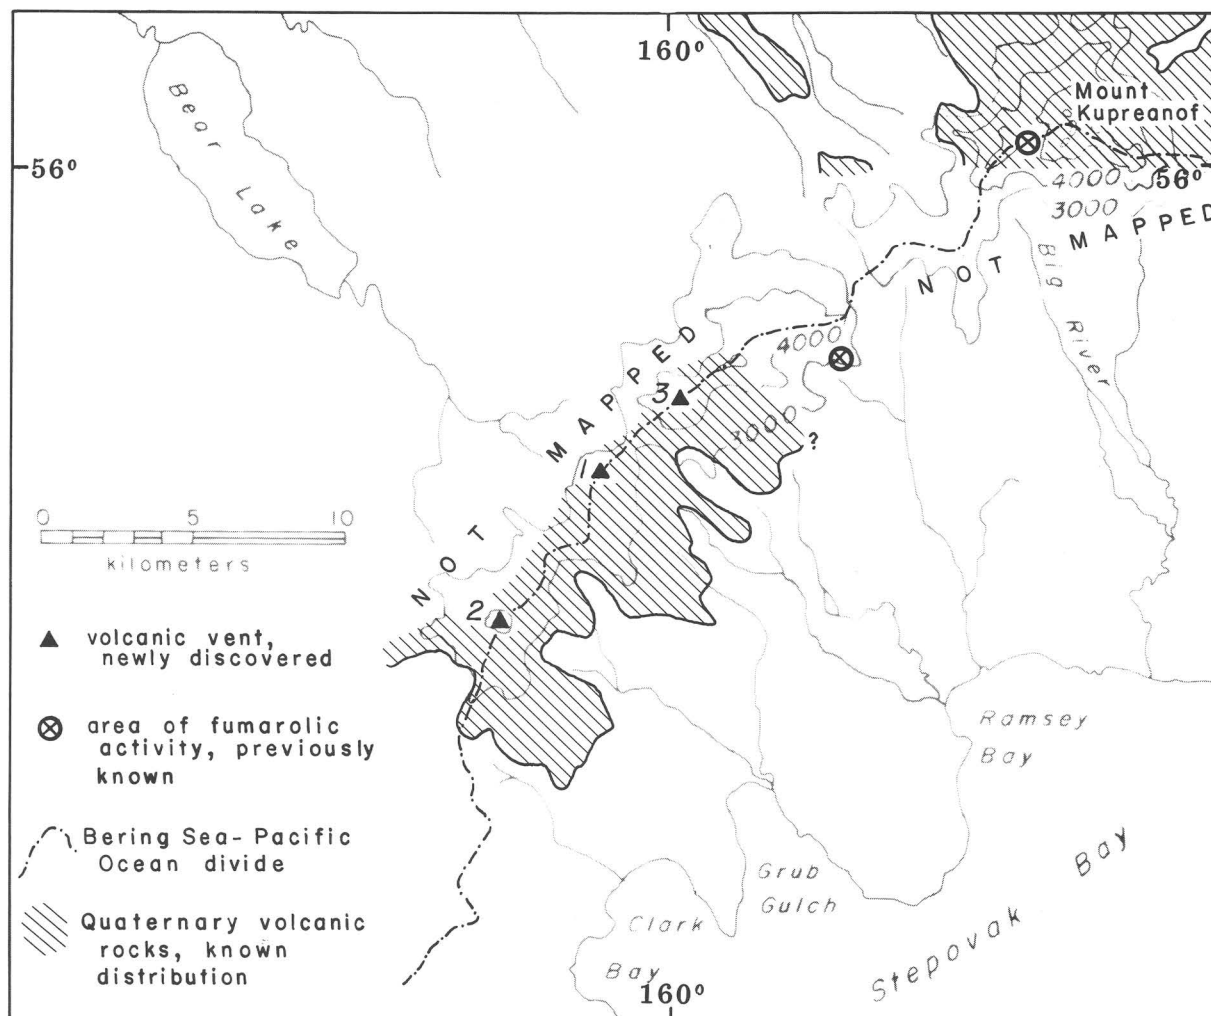 160°
Bear Lake
Mount
Kupreanof
56°
4000
56°
3000
NOT MAPPED
Big River
4000
NOT MAPPED
3
3000
?
0 5 10
kilometers
2
volcanic vent,
newly discovered
area of fumarolic
activity, previously
known
Ramsey
Bay
Bering Sea-Pacific
Ocean divide
Grub
Gulch
Quaternary volcanic
rocks, known
distribution
Clark
Bay
Stepovak Bay
160°